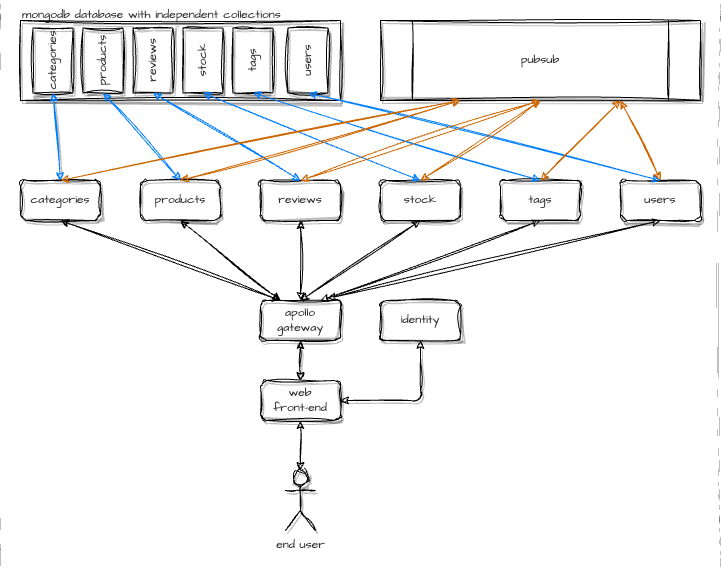 mongodb database with independent collections
categories
products
reviews
stock
tags
users
pubsub
categories
products
reviews
stock
tags
users
apollo
gateway
identity
web
front-end
end user